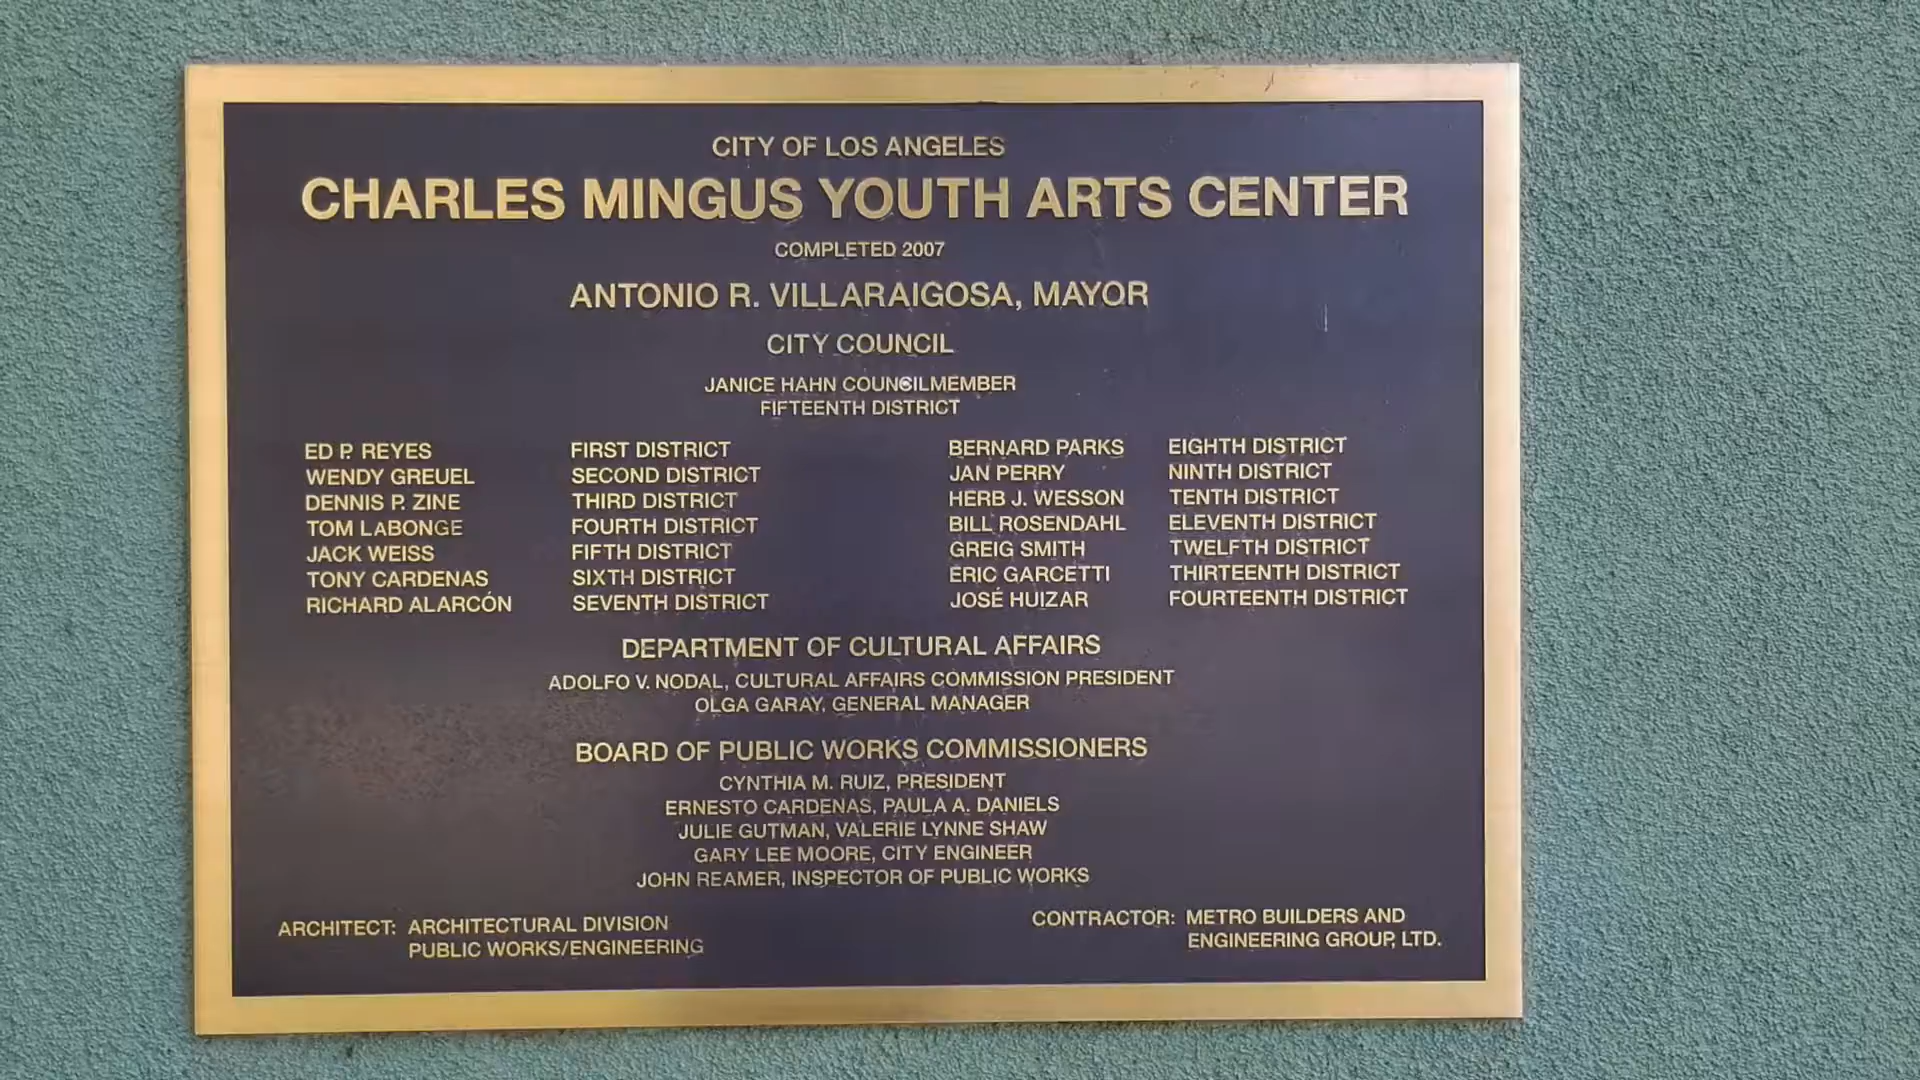 CITY OF LOS ANGELES
CHARLES MINGUS YOUTH ARTS CENTER
COMPLETED 2007
ANTONIO R. VILLARAIGOSA, MAYOR
CITY COUNCIL
JANICE HAHN COUNCILMEMBER
FIFTEENTH DISTRICT
ED P. REYES FIRST DISTRICT
WENDY GREUEL SECOND DISTRICT
DENNIS P. ZINE THIRD DISTRICT
TOM LABONGE FOURTH DISTRICT
JACK WEISS FIFTH DISTRICT
TONY CARDENAS SIXTH DISTRICT
RICHARD ALARCÓN SEVENTH DISTRICT
BERNARD PARKS EIGHTH DISTRICT
JAN PERRY NINTH DISTRICT
HERB J. WESSON TENTH DISTRICT
BILL ROSENDAHL ELEVENTH DISTRICT
GREIG SMITH TWELFTH DISTRICT
ERIC GARCETTI THIRTEENTH DISTRICT
JOSÉ HUIZAR FOURTEENTH DISTRICT
DEPARTMENT OF CULTURAL AFFAIRS
ADOLFO V. NODAL, CULTURAL AFFAIRS COMMISSION PRESIDENT
OLGA GARAY, GENERAL MANAGER
BOARD OF PUBLIC WORKS COMMISSIONERS
CYNTHIA M. RUIZ, PRESIDENT
ERNESTO CARDENAS, PAULA A. DANIELS
JULIE GUTMAN, VALERIE LYNNE SHAW
GARY LEE MOORE, CITY ENGINEER
JOHN REAMER, INSPECTOR OF PUBLIC WORKS
ARCHITECT: ARCHITECTURAL DIVISION
PUBLIC WORKS/ENGINEERING
CONTRACTOR: METRO BUILDERS AND
ENGINEERING GROUP, LTD.